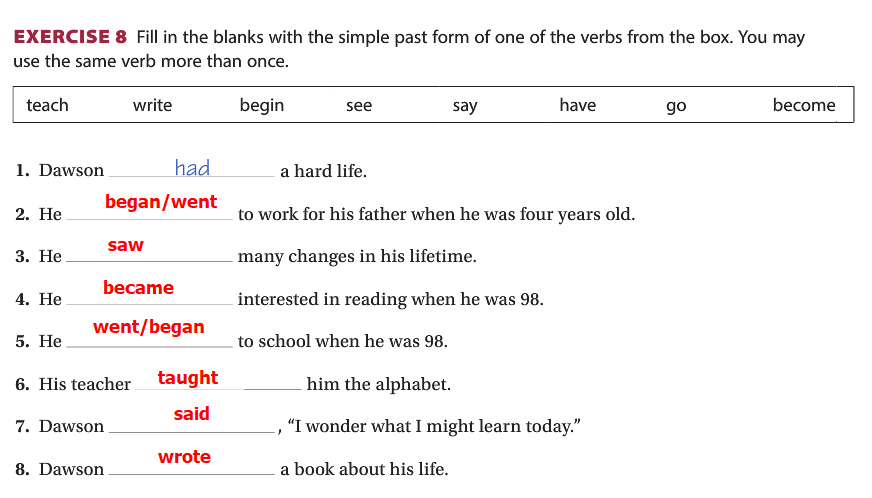 EXERCISE 8 Fill in the blanks with the simple past form of one of the verbs from the box. You may
use the same verb more than once.
teach write begin see say have go become
1. Dawson had a hard life.
2. He began/went to work for his father when he was four years old.
3. He saw many changes in his lifetime.
4. He became interested in reading when he was 98.
5. He went/began to school when he was 98.
6. His teacher taught him the alphabet.
7. Dawson said, “I wonder what I might learn today.”
8. Dawson wrote a book about his life.